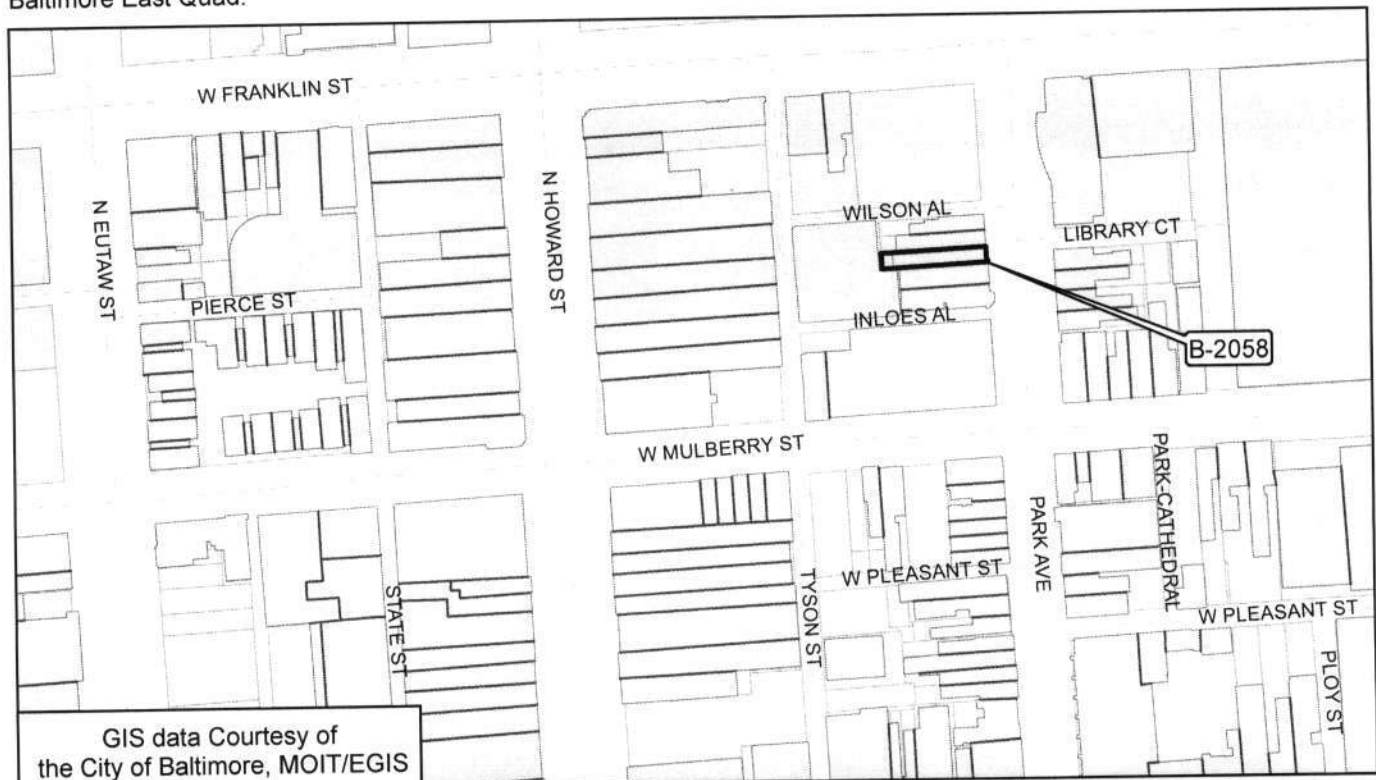 Baltimore East Quad.
W FRANKLIN ST
N EUTAW ST
N HOWARD ST
WILSON AL
LIBRARY CT
PIERCE ST
INLOES AL
B-2058
W MULBERRY ST
PARK AVE
PARK-CATHEDRAL
STATE ST
TYSON ST
W PLEASANT ST
W PLEASANT ST
PLOY ST
GIS data Courtesy of
the City of Baltimore, MOIT/EGIS